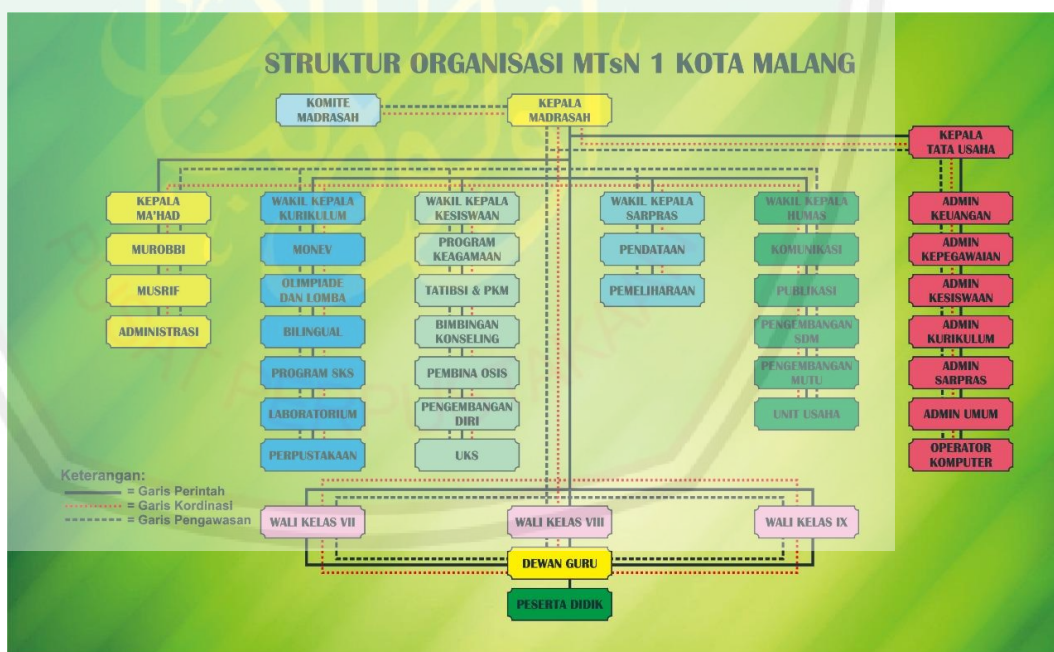 STRUKTUR ORGANISASI MTsN 1 KOTA MALANG
KOMITE
MADRASAH
KEPALA
MADRASAH
KEPALA
TATA USAHA
KEPALA
MA'HAD
MUROBBI
MUSRIF
ADMINISTRASI
WAKIL KEPALA
KURIKULUM
MONEV
OLIMPIADE
DAN LOMBA
BILINGUAL
PROGRAM SKS
LABORATORIUM
PERPUSTAKAAN
WAKIL KEPALA
KESISWAAN
PROGRAM
KEAGAMAAN
TATIBSI & PKM
BIMBINGAN
KONSELING
PEMBINA OSIS
PENGEMBANGAN
DIRI
UKS
WAKIL KEPALA
SARPRAS
PENDATAAN
PEMELIHARAAN
WAKIL KEPALA
HUMAS
KOMUNIKASI
PUBLIKASI
PENGEMBANGAN
SDM
PENGEMBANGAN
MUTU
UNIT USAHA
ADMIN
KEUANGAN
ADMIN
KEPEGAWAIAN
ADMIN
KESISWAAN
ADMIN
KURIKULUM
ADMIN
SARPRAS
ADMIN UMUM
OPERATOR
KOMPUTER
Keterangan:
= Garis Perintah
= Garis Kordinasi
= Garis Pengawasan
WALI KELAS VII
WALI KELAS VIII
WALI KELAS IX
DEWAN GURU
PESERTA DIDIK